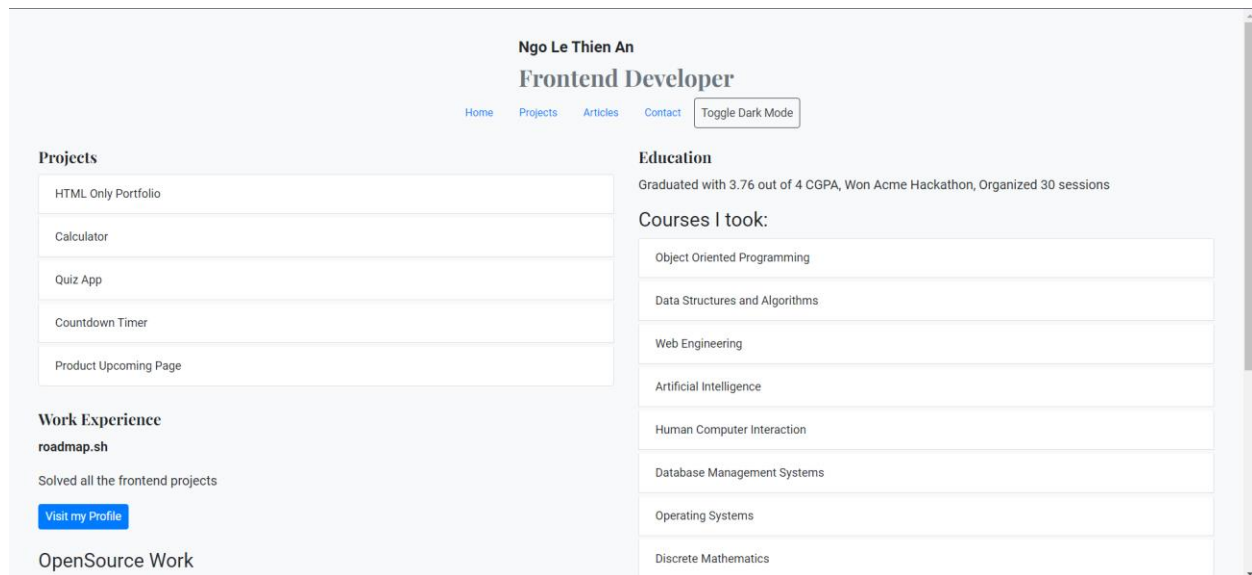 Ngo Le Thien An
Frontend Developer
Home Projects Articles Contact Toggle Dark Mode
Projects
HTML Only Portfolio
Calculator
Quiz App
Countdown Timer
Product Upcoming Page
Work Experience
roadmap.sh
Solved all the frontend projects
Visit my Profile
OpenSource Work
Education
Graduated with 3.76 out of 4 CGPA, Won Acme Hackathon, Organized 30 sessions
Courses I took:
Object Oriented Programming
Data Structures and Algorithms
Web Engineering
Artificial Intelligence
Human Computer Interaction
Database Management Systems
Operating Systems
Discrete Mathematics